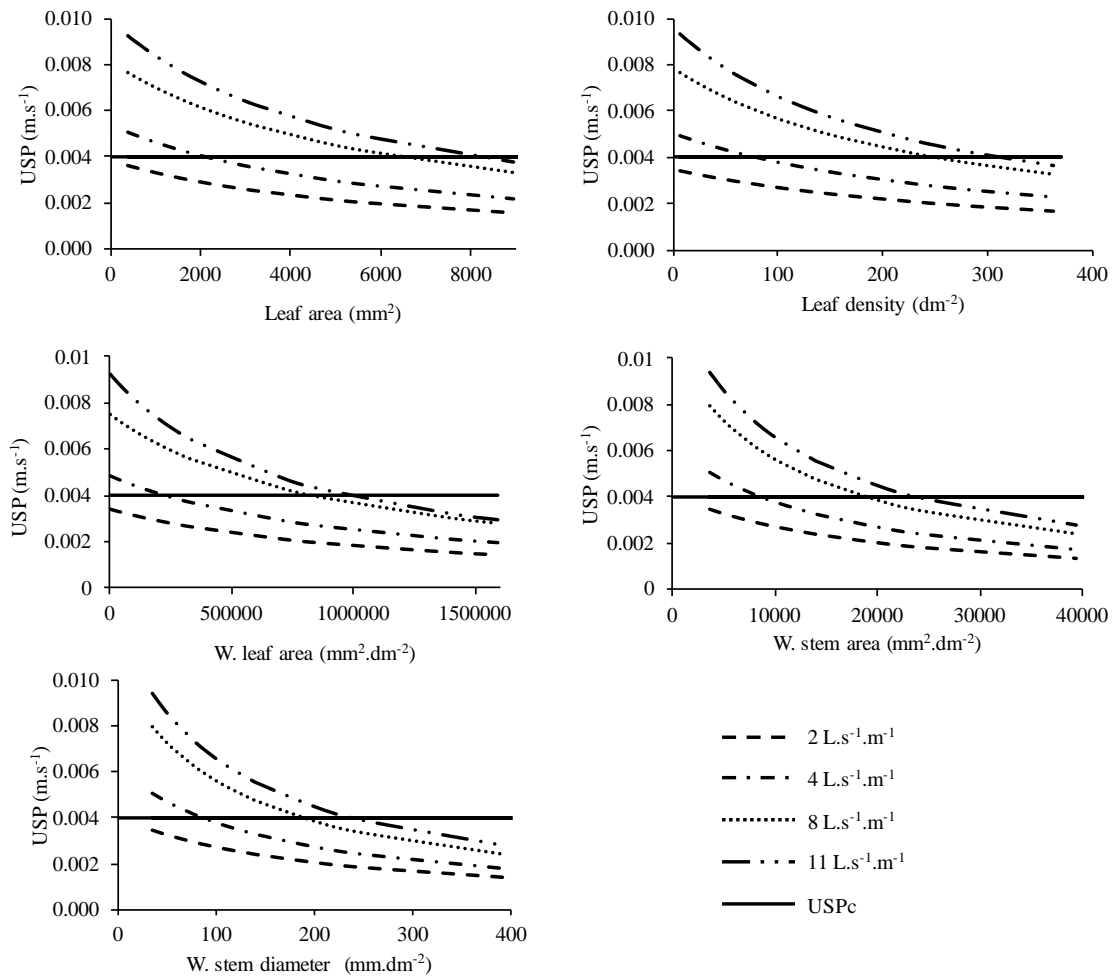 0.010
0.008
0.006
0.004
0.002
0.000
USP (m.s-1)
0 2000 4000 6000 8000
Leaf area (mm2)
0.010
0.008
0.006
0.004
0.002
0.000
USP (m.s-1)
0 100 200 300 400
Leaf density (dm-2)
0.01
0.008
0.006
0.004
0.002
0
USP (m.s-1)
0 500000 1000000 1500000
W. leaf area (mm2.dm-2)
0.01
0.008
0.006
0.004
0.002
0
USP (m.s-1)
0 10000 20000 30000 40000
W. stem area (mm2.dm-2)
0.010
0.008
0.006
0.004
0.002
0.000
USP (m.s-1)
0 100 200 300 400
W. stem diameter (mm.dm-2)
2 L.s-1.m-1
4 L.s-1.m-1
8 L.s-1.m-1
11 L.s-1.m-1
USPc